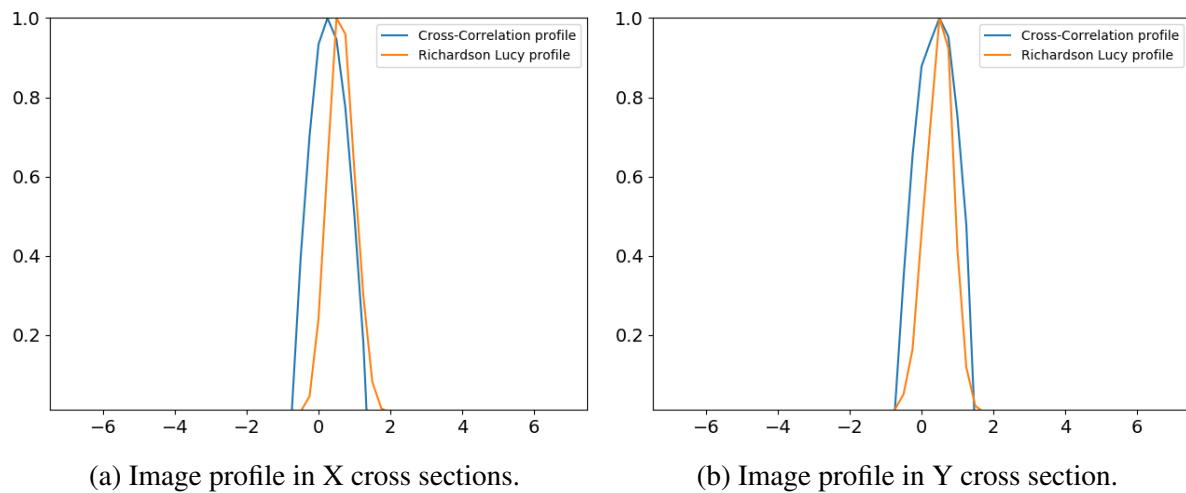 1.0
0.8
0.6
0.4
0.2
−6 −4 −2 0 2 4 6
Cross-Correlation profile
Richardson Lucy profile
(a) Image profile in X cross sections.
1.0
0.8
0.6
0.4
0.2
−6 −4 −2 0 2 4 6
Cross-Correlation profile
Richardson Lucy profile
(b) Image profile in Y cross section.